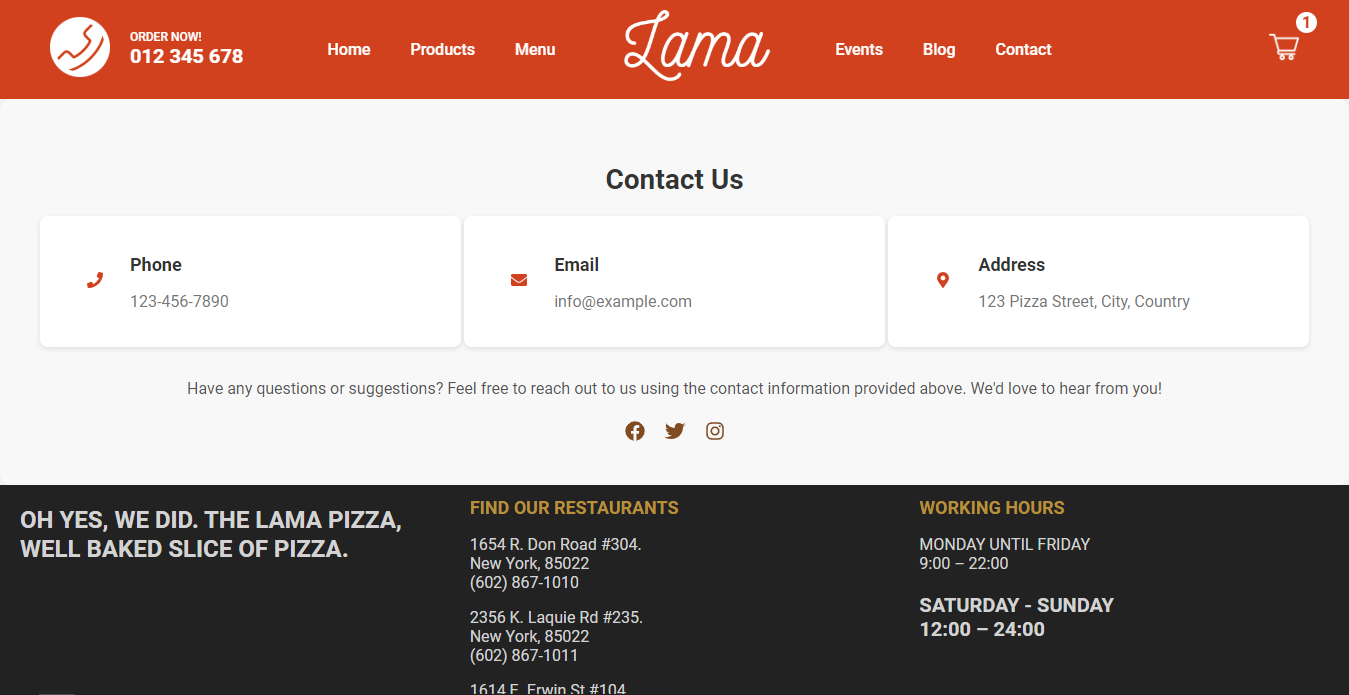 ORDER NOW!
012 345 678
Home
Products
Menu
Lama
Events
Blog
Contact
1
Contact Us
Phone
123-456-7890
Email
info@example.com
Address
123 Pizza Street, City, Country
Have any questions or suggestions? Feel free to reach out to us using the contact information provided above. We'd love to hear from you!
OH YES, WE DID. THE LAMA PIZZA,
WELL BAKED SLICE OF PIZZA.
FIND OUR RESTAURANTS
1654 R. Don Road #304.
New York, 85022
(602) 867-1010
2356 K. Laquie Rd #235.
New York, 85022
(602) 867-1011
1614 E. Erwin St #104
WORKING HOURS
MONDAY UNTIL FRIDAY
9:00 – 22:00
SATURDAY - SUNDAY
12:00 – 24:00